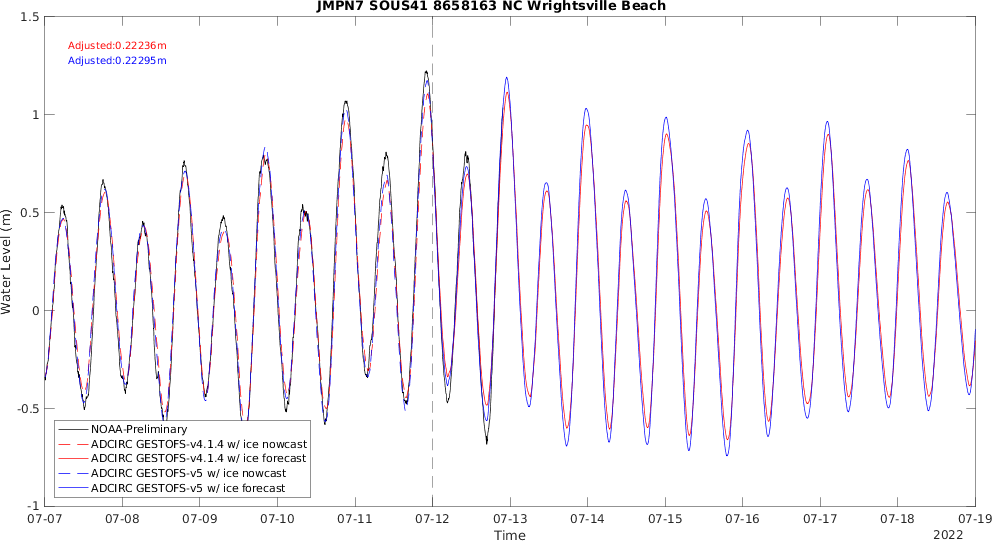 JMPN7 SOUS41 8658163 NC Wrightsville Beach
1.5
Adjusted:0.22236m
Adjusted:0.22295m
1
0.5
0
-0.5
-1
Water Level (m)
NOAA-Preliminary
ADCIRC GESTOFS-v4.1.4 w/ ice nowcast
ADCIRC GESTOFS-v4.1.4 w/ ice forecast
ADCIRC GESTOFS-v5 w/ ice nowcast
ADCIRC GESTOFS-v5 w/ ice forecast
07-07 07-08 07-09 07-10 07-11 07-12 07-13 07-14 07-15 07-16 07-17 07-18 07-19
Time
2022